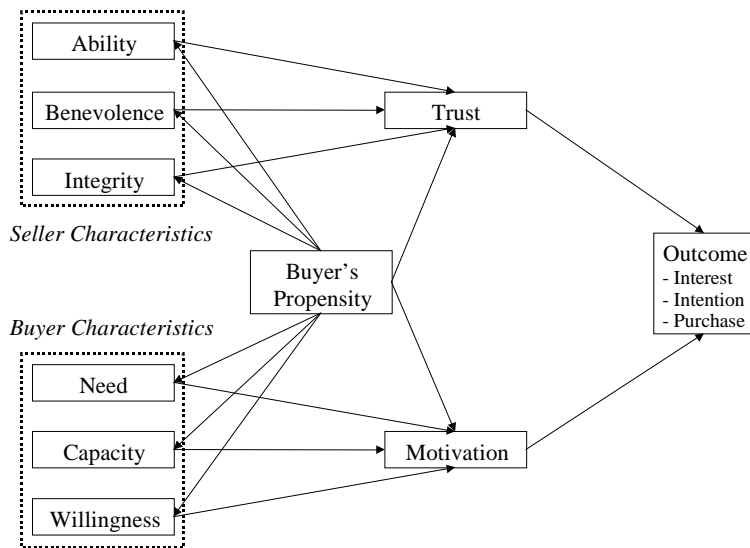 Ability
Benevolence
Integrity
Seller Characteristics
Trust
Buyer's
Propensity
Outcome
- Interest
- Intention
- Purchase
Buyer Characteristics
Need
Capacity
Willingness
Motivation